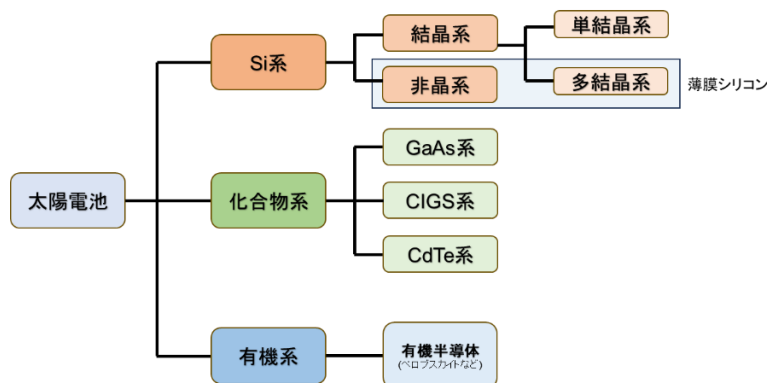 太陽電池
Si系
結晶系
単結晶系
多結晶系
非晶系
薄膜シリコン
化合物系
GaAs系
CIGS系
CdTe系
有機系
有機半導体
(ペロブスカイトなど)